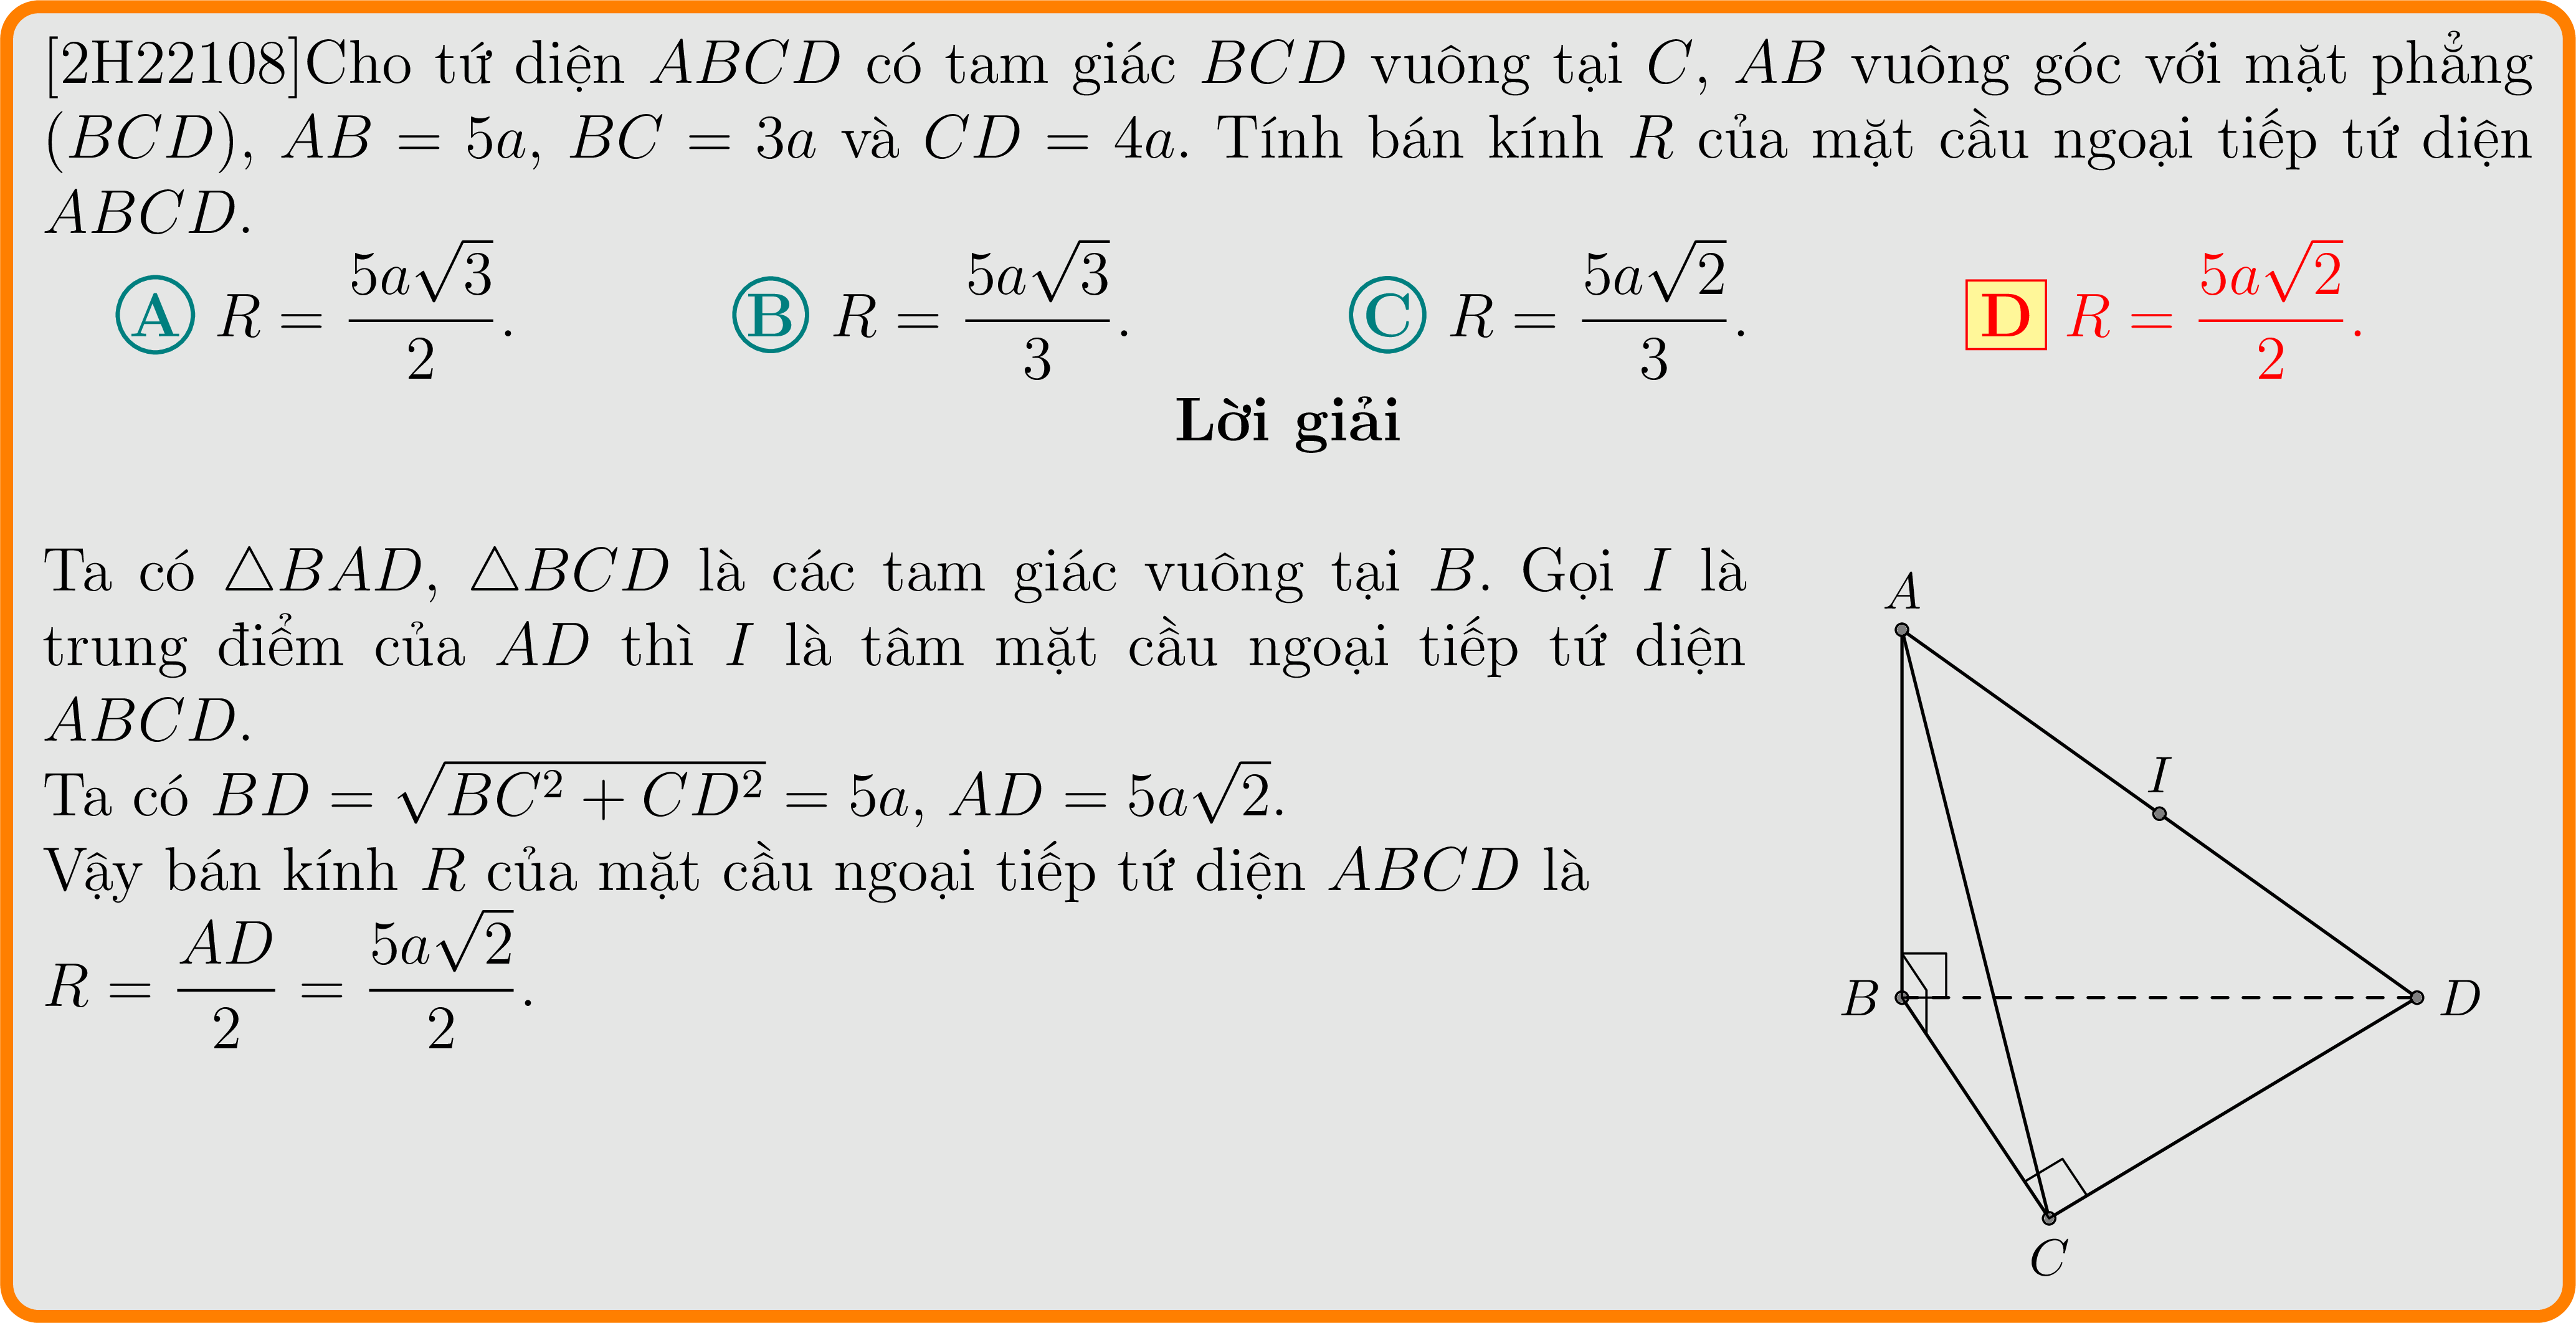 [2H22108]Cho tứ diện ABCD có tam giác BCD vuông tại C, AB vuông góc với mặt phẳng
(BCD), AB = 5a, BC = 3a và CD = 4a. Tính bán kính R của mặt cầu ngoại tiếp tứ diện
ABCD.
A R = \frac{5a\sqrt{3}}{2}. B R = \frac{5a\sqrt{3}}{3}. C R = \frac{5a\sqrt{2}}{3}. D R = \frac{5a\sqrt{2}}{2}.
Lời giải
Ta có △BAD, △BCD là các tam giác vuông tại B. Gọi I là
trung điểm của AD thì I là tâm mặt cầu ngoại tiếp tứ diện
ABCD.
Ta có BD = \sqrt{BC^2 + CD^2} = 5a, AD = 5a\sqrt{2}.
Vậy bán kính R của mặt cầu ngoại tiếp tứ diện ABCD là
R = \frac{AD}{2} = \frac{5a\sqrt{2}}{2}.
A
I
B
D
C